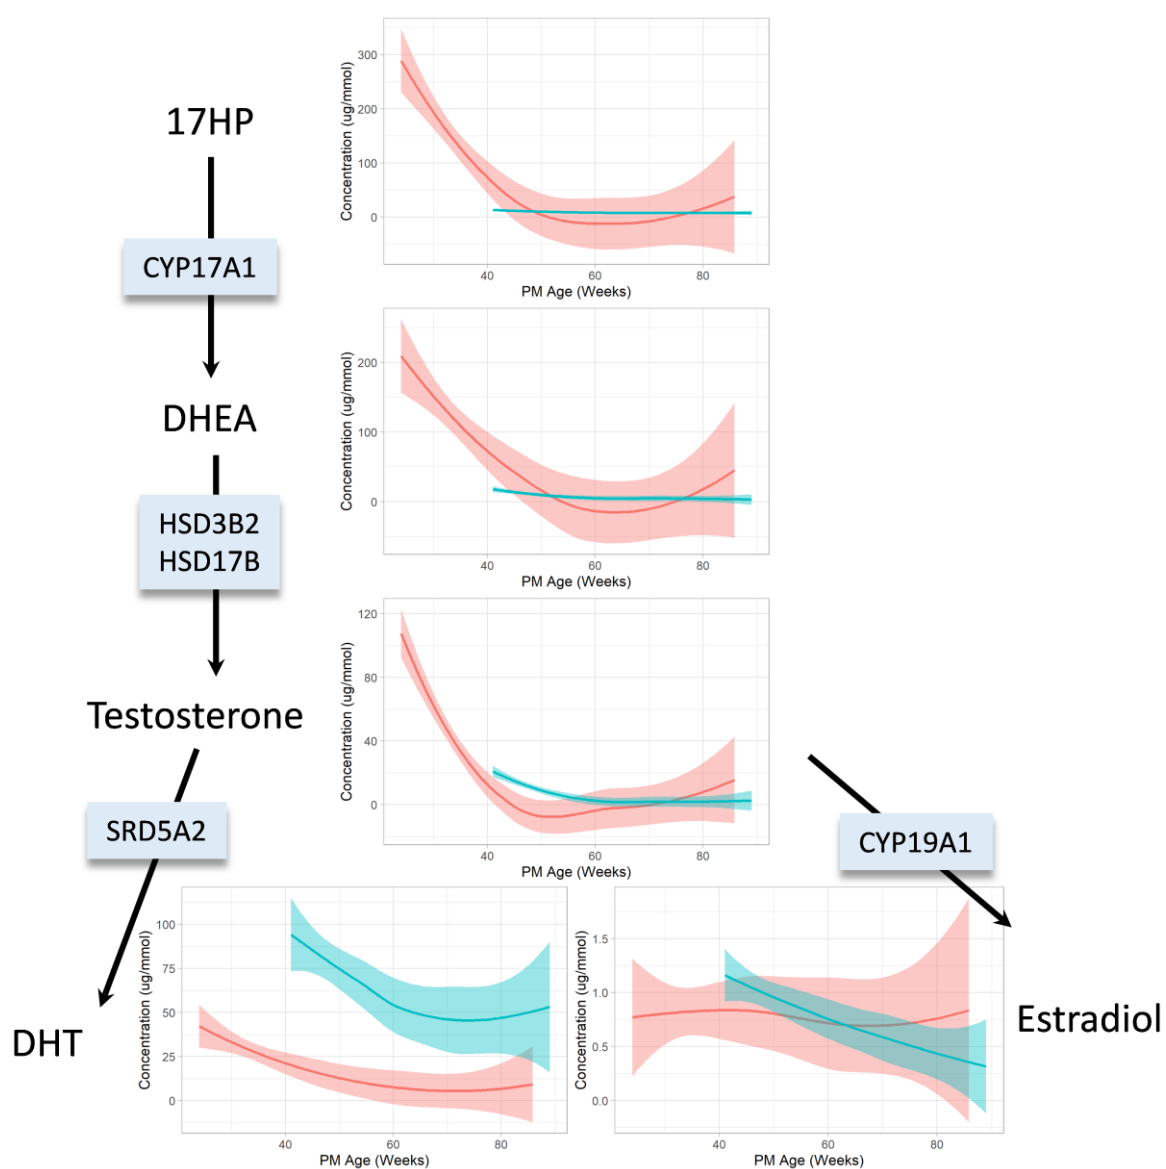 17HP
CYP17A1
DHEA
HSD3B2
HSD17B
Testosterone
SRD5A2
DHT
Concentration (ug/mmol)
300
200
100
0
40
60
80
PM Age (Weeks)
Concentration (ug/mmol)
200
100
0
40
60
80
PM Age (Weeks)
Concentration (ug/mmol)
120
80
40
0
40
60
80
PM Age (Weeks)
CYP19A1
Estradiol
Concentration (ug/mmol)
100
75
50
25
0
40
60
80
PM Age (Weeks)
Concentration (ug/mmol)
1.5
1.0
0.5
0.0
40
60
80
PM Age (Weeks)